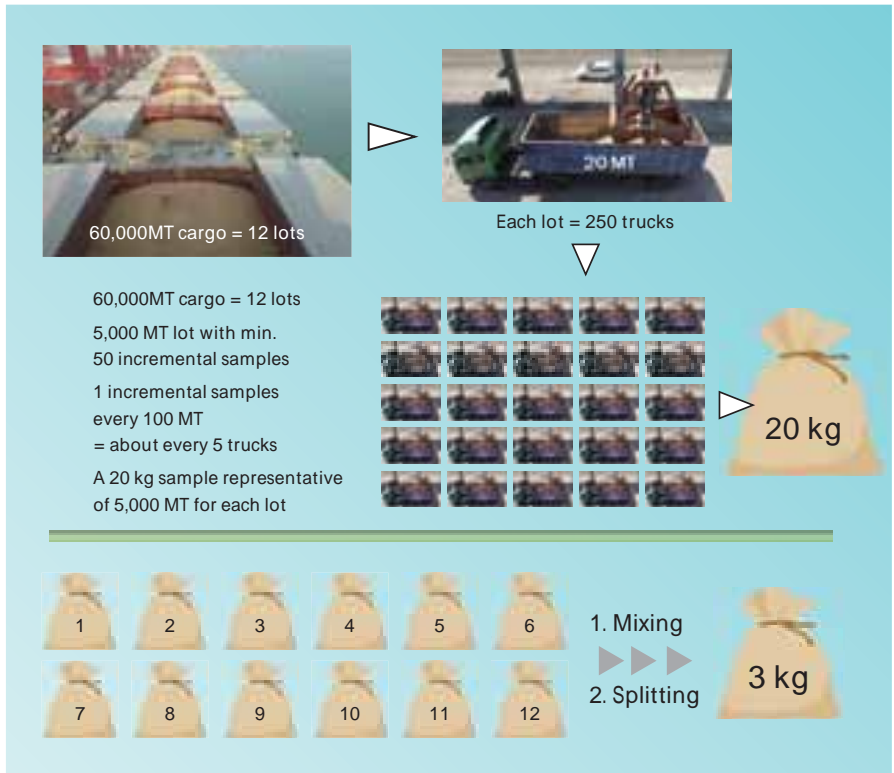 60,000MT cargo = 12 lots
20 MT
Each lot = 250 trucks
60,000MT cargo = 12 lots
5,000 MT lot with min.
50 incremental samples
1 incremental samples
every 100 MT
= about every 5 trucks
A 20 kg sample representative
of 5,000 MT for each lot
20 kg
1 2 3 4 5 6
7 8 9 10 11 12
1. Mixing
2. Splitting
3 kg